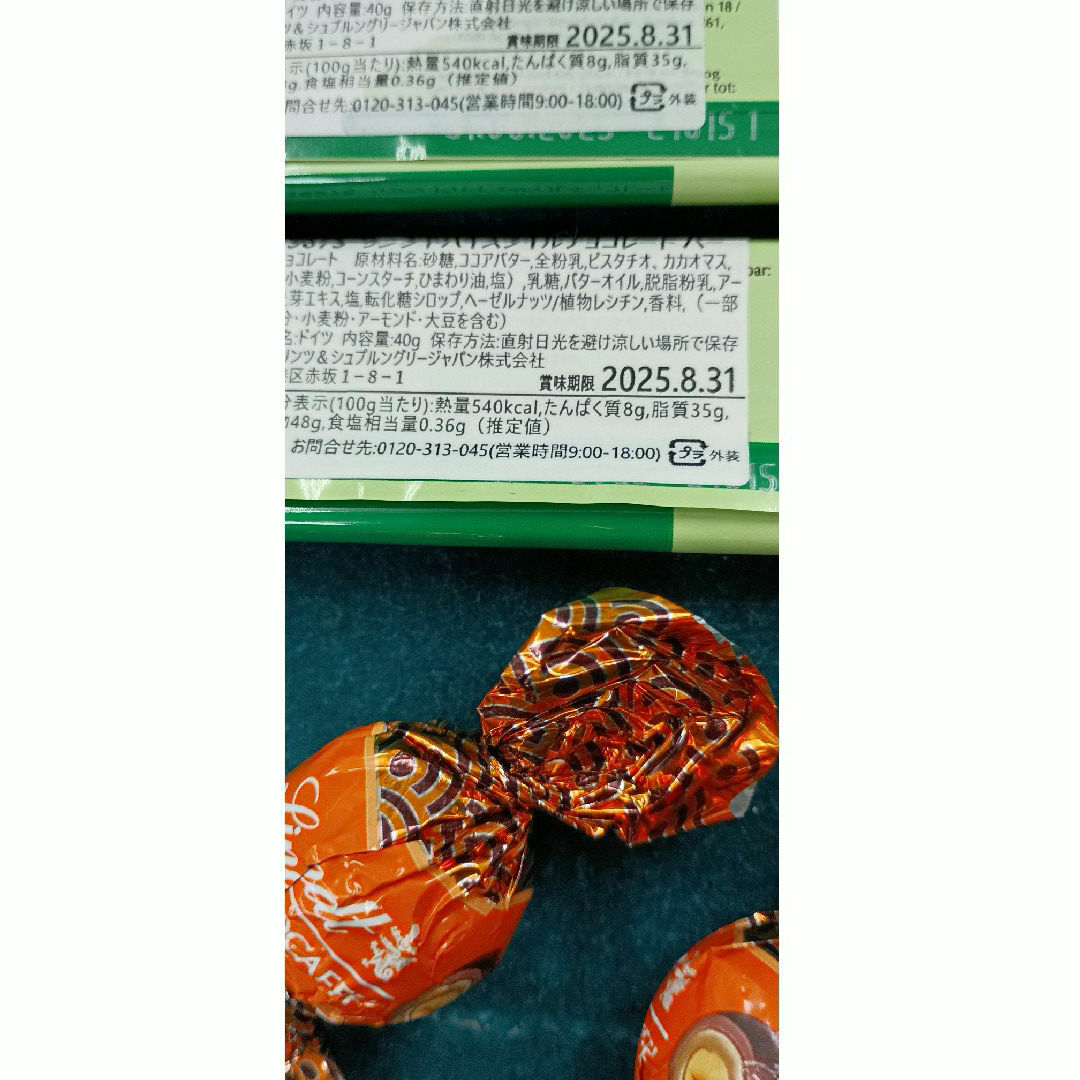 イツ 内容量:40g 保存方法:直射日光を避け涼しい場所で保存
ツ&シュプルングリージャパン株式会社
赤坂1-8-1 賞味期限 2025.8.31
示(100g当たり):熱量540kcal,たんぱく質8g,脂質35g,
g,食塩相当量0.36g(推定値)
問合せ先:0120-313-045(営業時間9:00-18:00) プラ 外装
n 18 /
61,
og
r tot:
ョコレート 原材料名:砂糖,ココアバター,全粉乳,ピスタチオ、カカオマス,
小麦粉,コーンスターチ,ひまわり油,塩),乳糖,バターオイル,脱脂粉乳,アー
芽エキス,塩,転化糖シロップ,ヘーゼルナッツ/植物レシチン,香料,(一部
分・小麦粉・アーモンド・大豆を含む)
名:ドイツ 内容量:40g 保存方法:直射日光を避け涼しい場所で保存
リンツ&シュプルングリージャパン株式会社
区赤坂1-8-1 賞味期限 2025.8.31
分表示(100g当たり):熱量540kcal,たんぱく質8g,脂質35g,
48g,食塩相当量0.36g(推定値)
お問合せ先:0120-313-045(営業時間9:00-18:00) プラ 外装
bar: